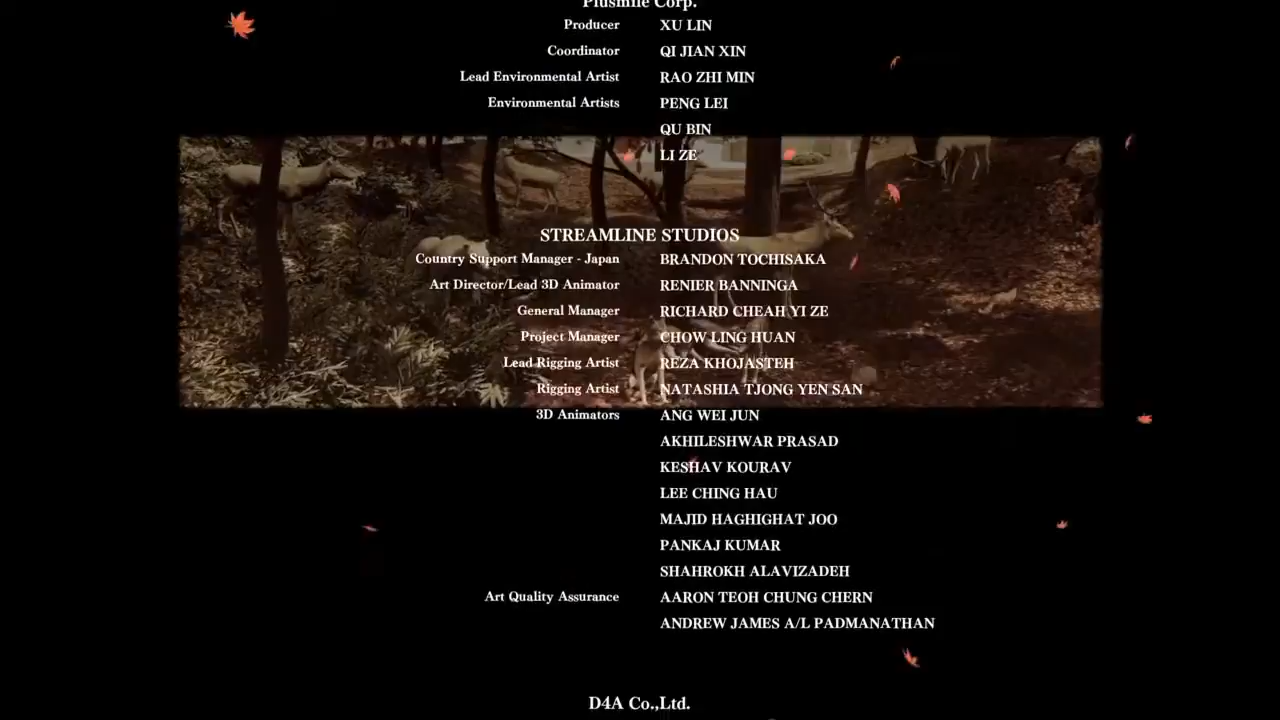 Plusmile Corp.
Producer XU LIN
Coordinator QI JIAN XIN
Lead Environmental Artist RAO ZHI MIN
Environmental Artists PENG LEI
QU BIN
LI ZE
STREAMLINE STUDIOS
Country Support Manager - Japan BRANDON TOCHISAKA
Art Director/Lead 3D Animator RENIER BANNINGA
General Manager RICHARD CHEAH YI ZE
Project Manager CHOW LING HUAN
Lead Rigging Artist REZA KHOJASTEH
Rigging Artist NATASHIA TJONG YEN SAN
3D Animators ANG WEI JUN
AKHILESHWAR PRASAD
KESHAV KOURAV
LEE CHING HAU
MAJID HAGHIGHAT JOO
PANKAJ KUMAR
SHAHROKH ALAVIZADEH
Art Quality Assurance AARON TEOH CHUNG CHERN
ANDREW JAMES A/L PADMANATHAN
D4A Co.,Ltd.